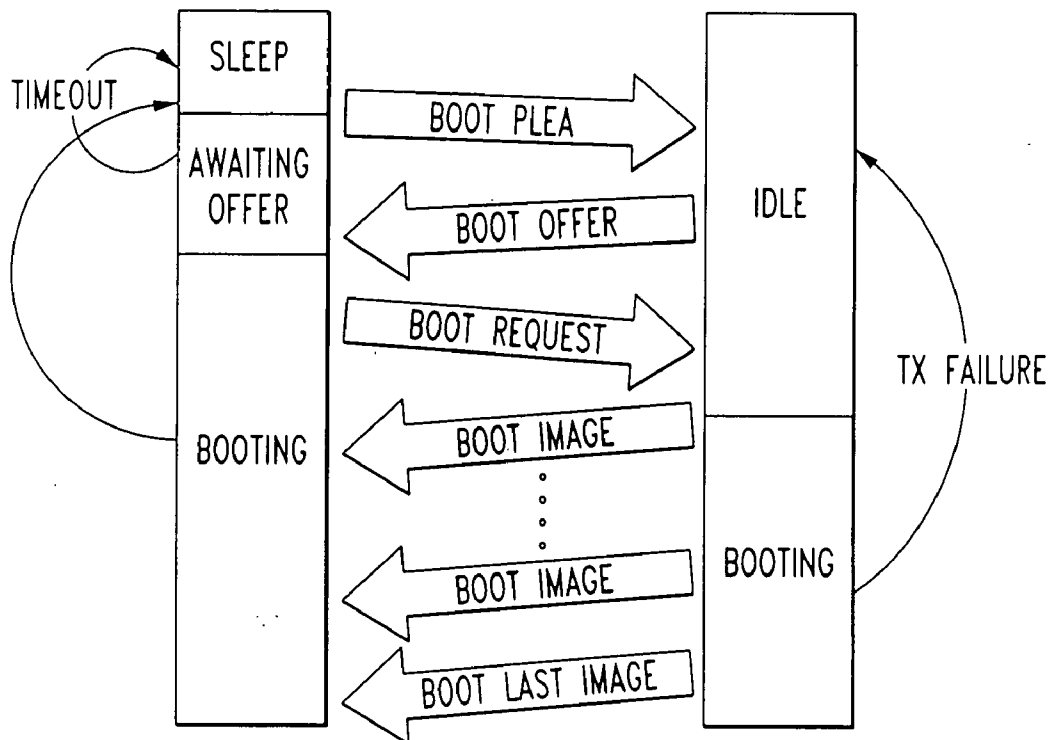 SLEEP
TIMEOUT
BOOT PLEA
AWAITING
OFFER
IDLE
BOOT OFFER
BOOT REQUEST
TX FAILURE
BOOT IMAGE
BOOTING
BOOT IMAGE
BOOTING
BOOT LAST IMAGE